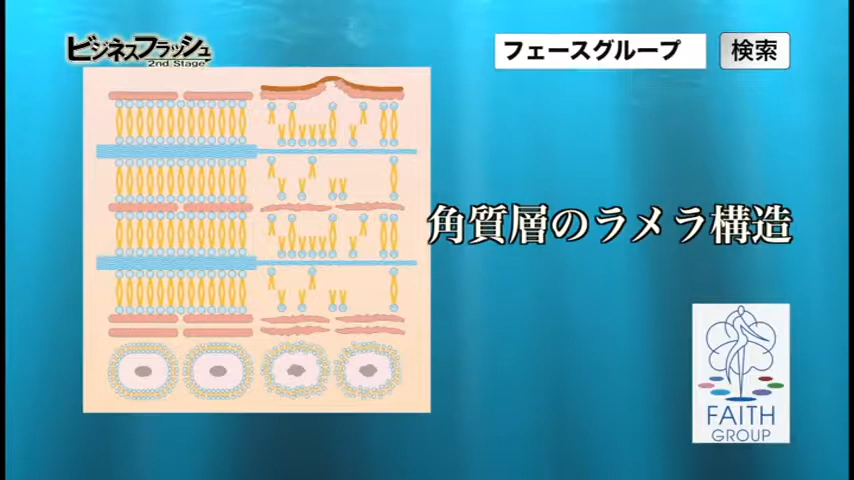 ビジネスフラッシュ
2nd Stage
フェースグループ 検索
角質層のラメラ構造
FAITH
GROUP